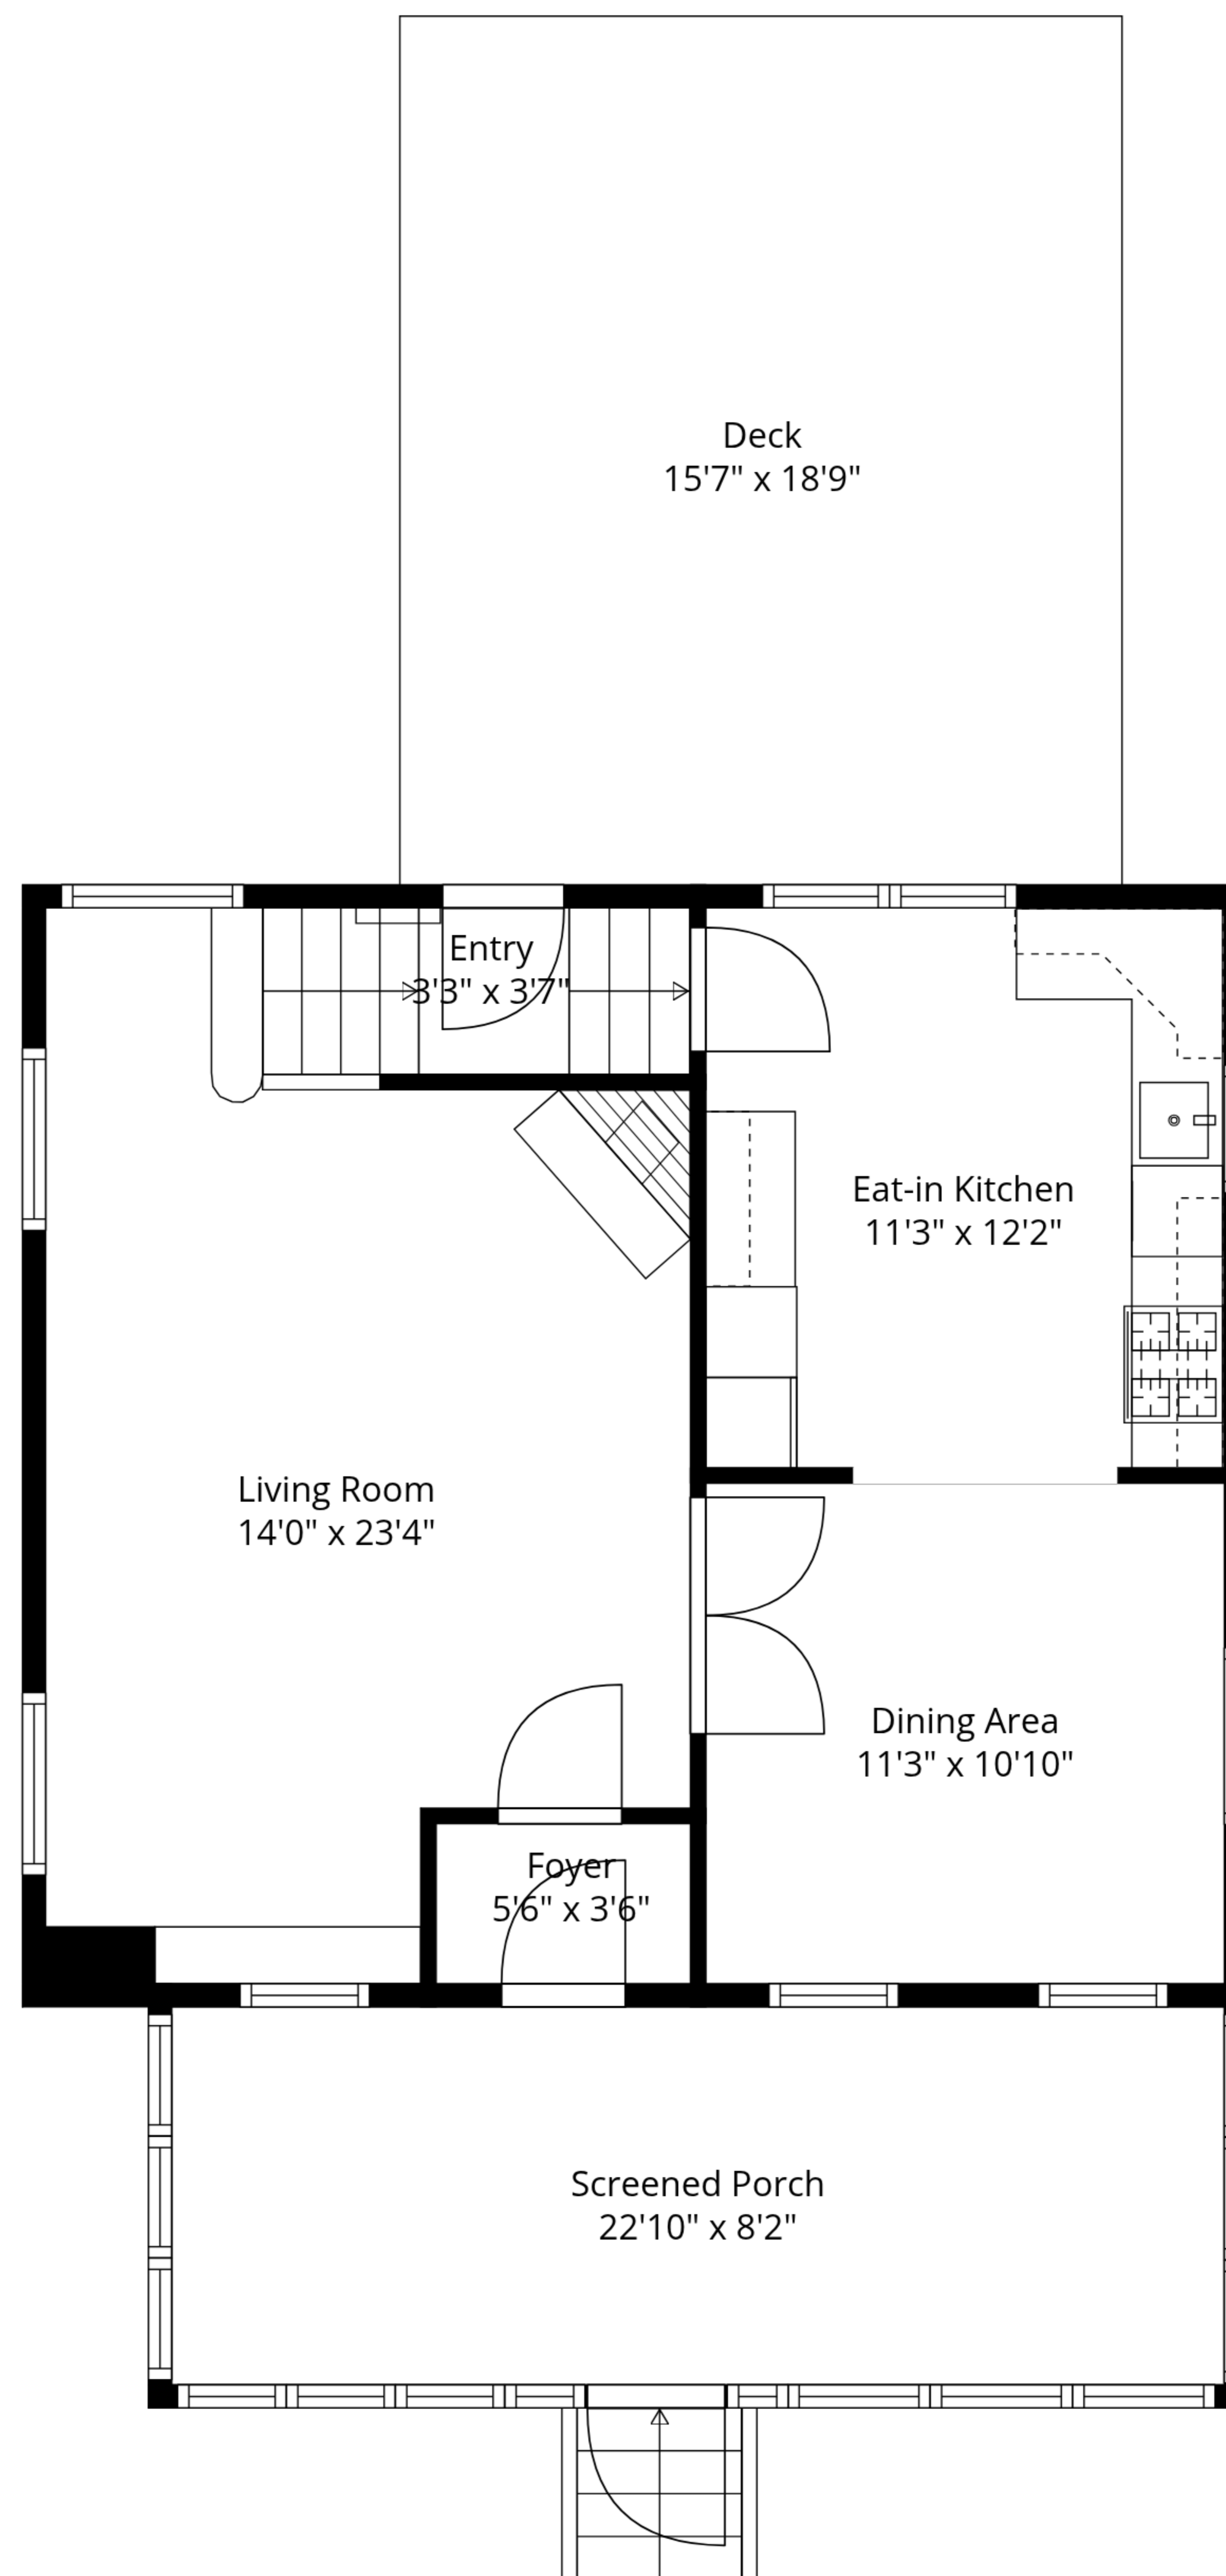 Deck
15'7" x 18'9"
Entry
3'3" x 3'7"
Eat-in Kitchen
11'3" x 12'2"
Living Room
14'0" x 23'4"
Dining Area
11'3" x 10'10"
Foyer
5'6" x 3'6"
Screened Porch
22'10" x 8'2"